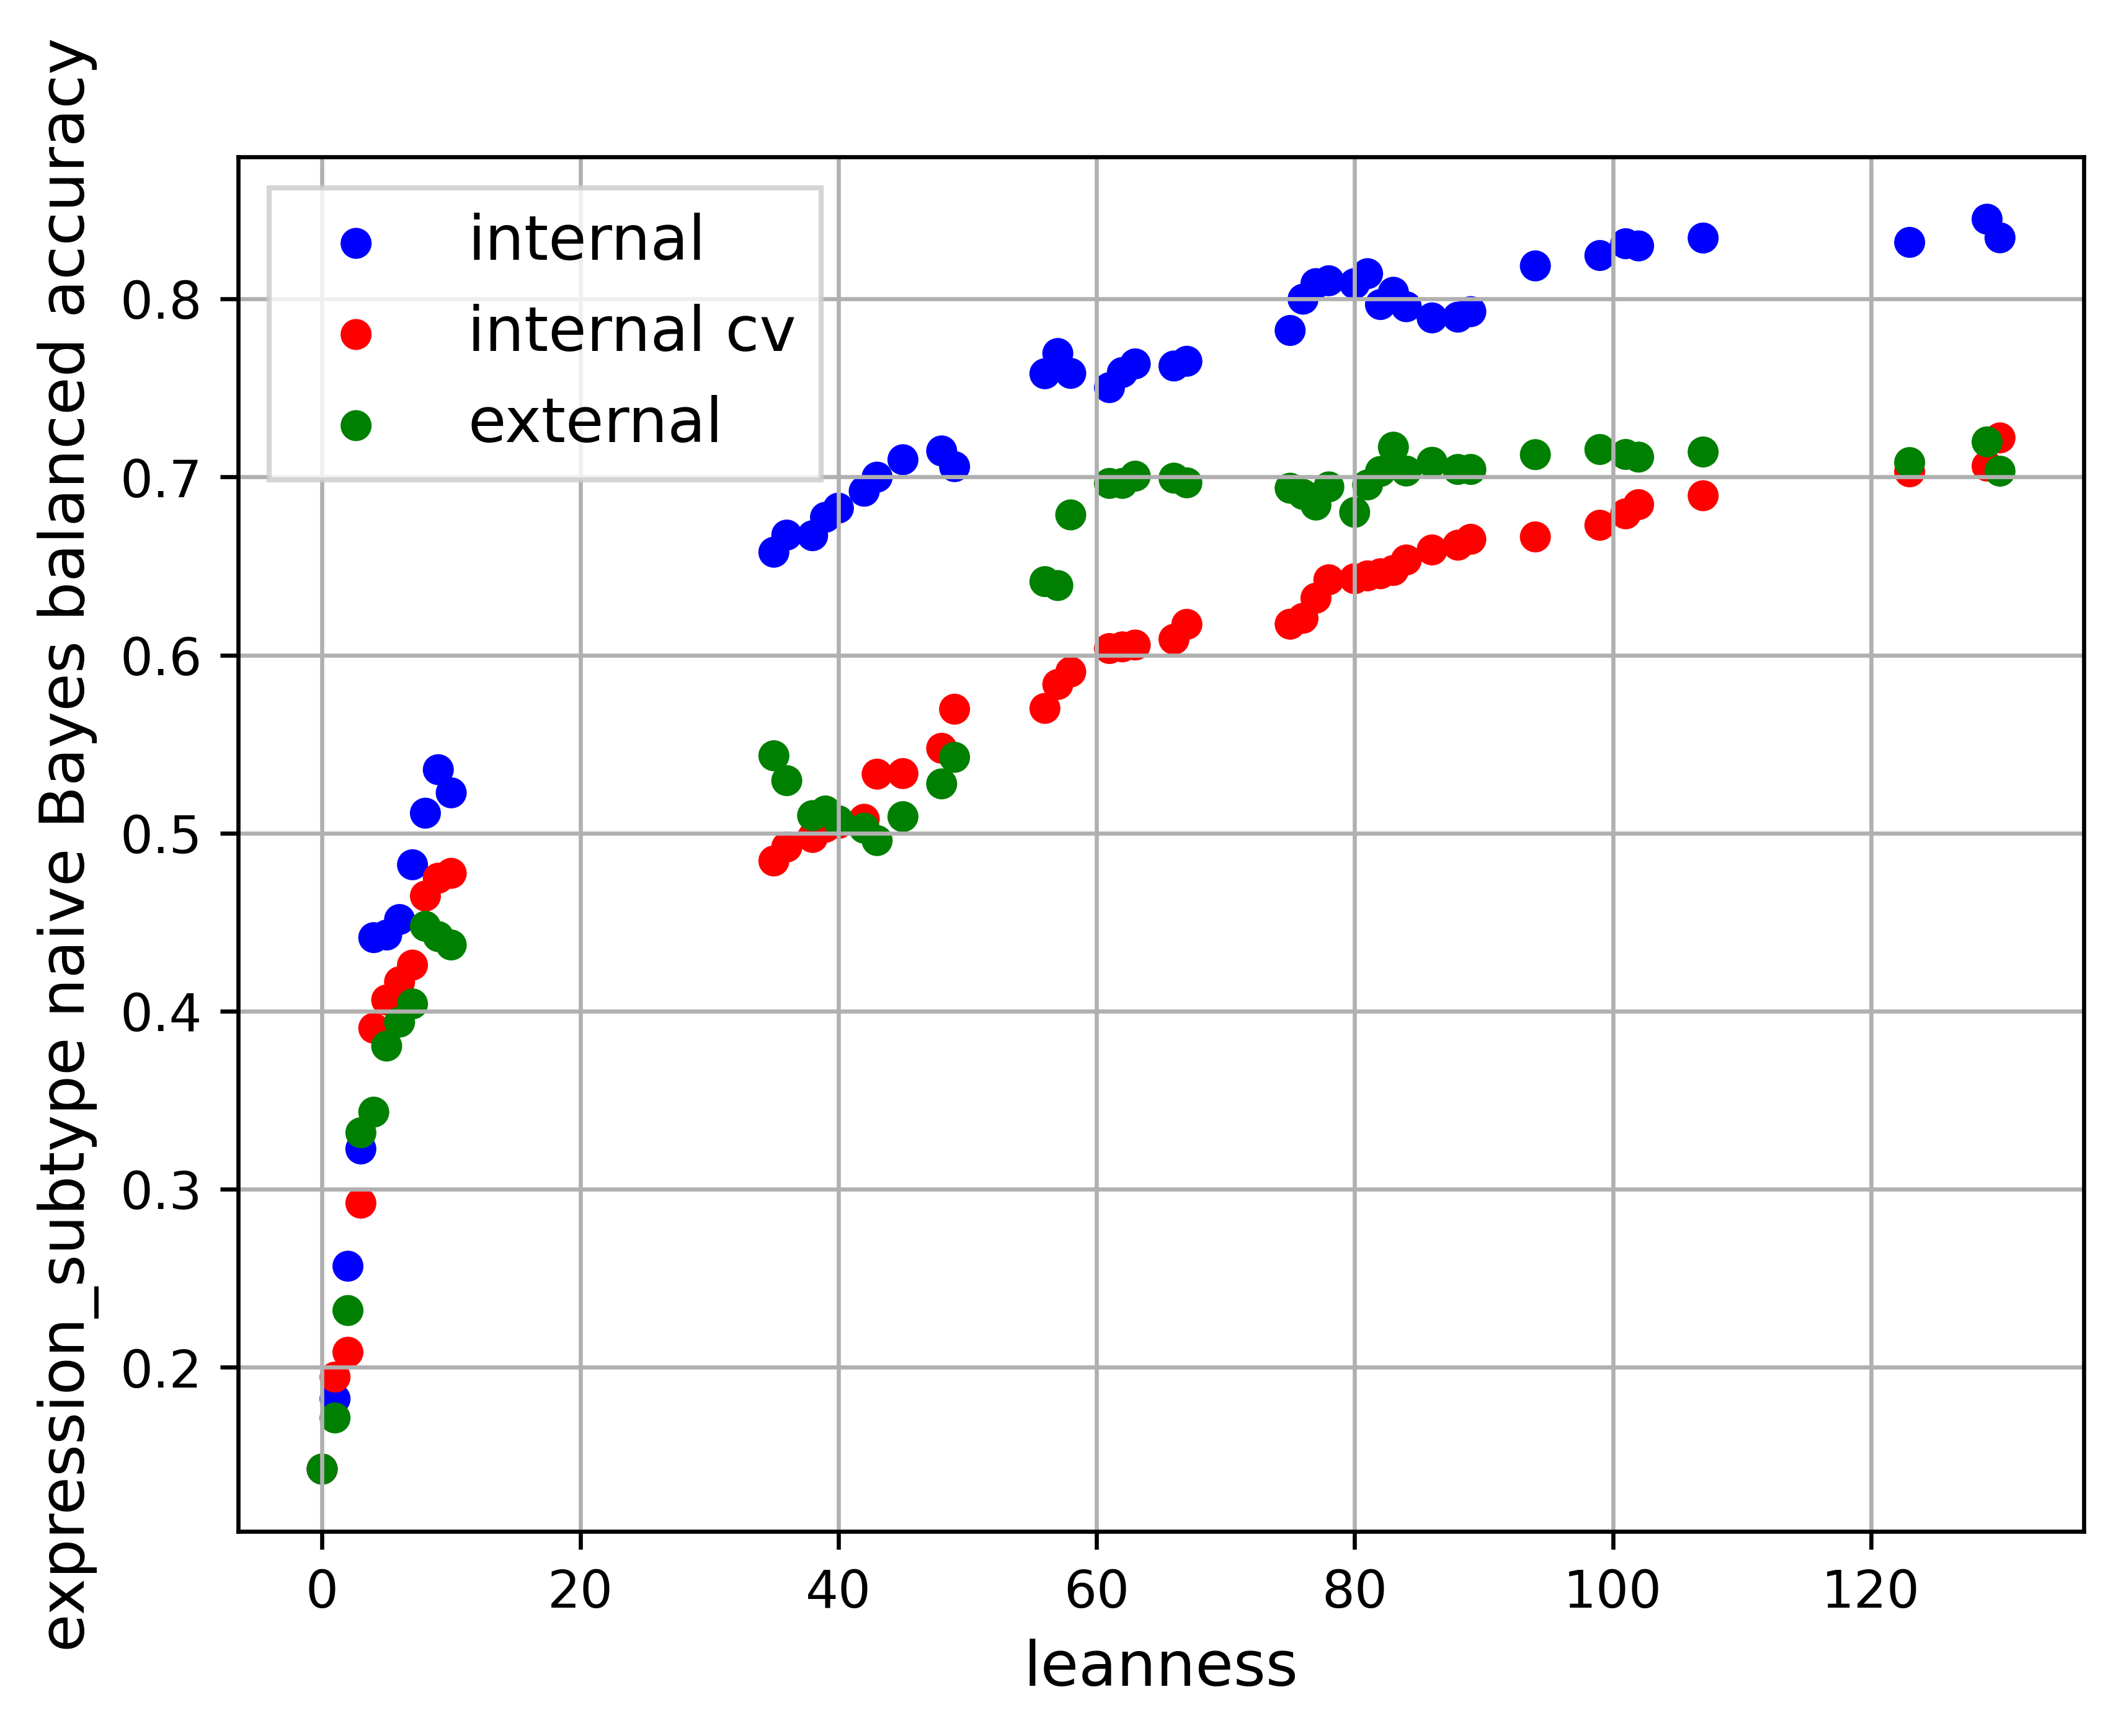 expression_subtype naive Bayes balanced accuracy
internal
internal cv
external
0.8
0.7
0.6
0.5
0.4
0.3
0.2
0 20 40 60 80 100 120
leanness